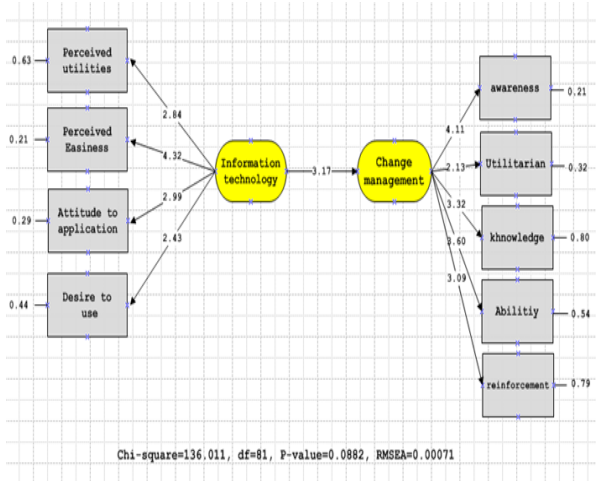 Perceived
utilities
0.63
Perceived
Easiness
0.21
Attitude to
application
0.29
Desire to
use
0.44
2.84
4.32
2.99
2.43
Information
technology
3.17
Change
management
4.11
2.13
3.32
3.60
3.09
awareness
0.21
Utilitarian
0.32
khnowledge
0.80
Abilitiy
0.54
reinforcement
0.79
Chi-square=136.011, df=81, P-value=0.0882, RMSEA=0.00071